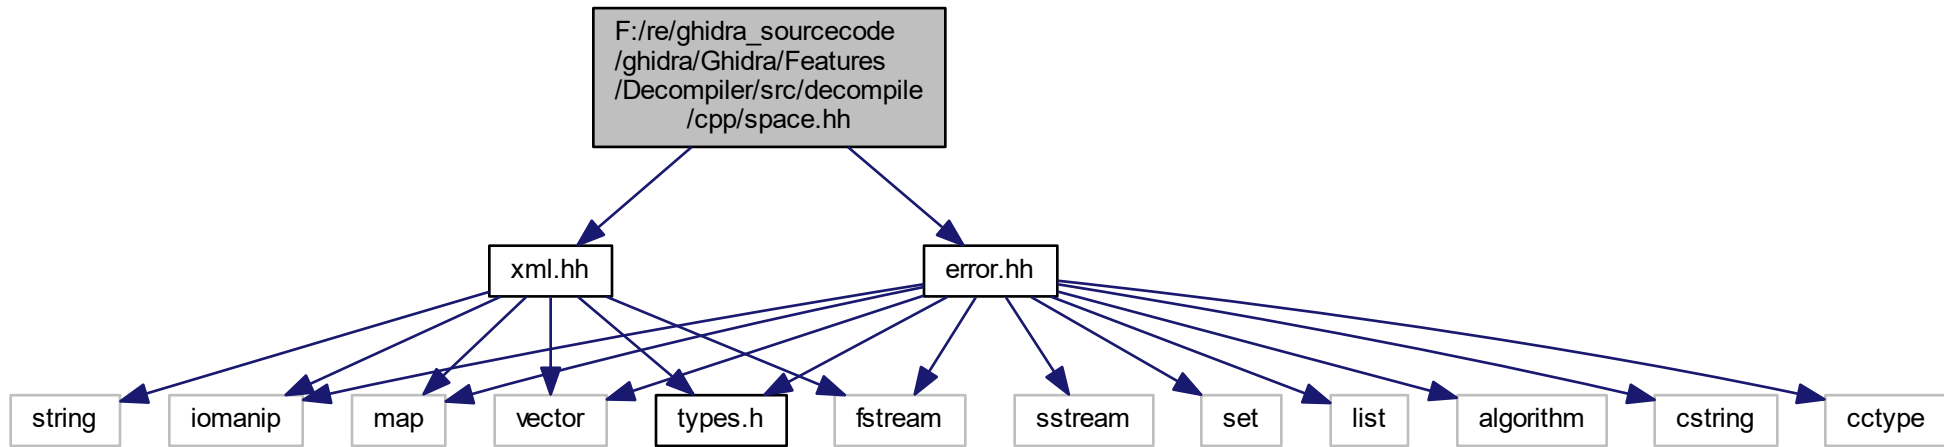 F:/re/ghidra_sourcecode
/ghidra/Ghidra/Features
/Decompiler/src/decompile
/cpp/space.hh
xml.hh
error.hh
string
iomanip
map
vector
types.h
fstream
sstream
set
list
algorithm
cstring
cctype